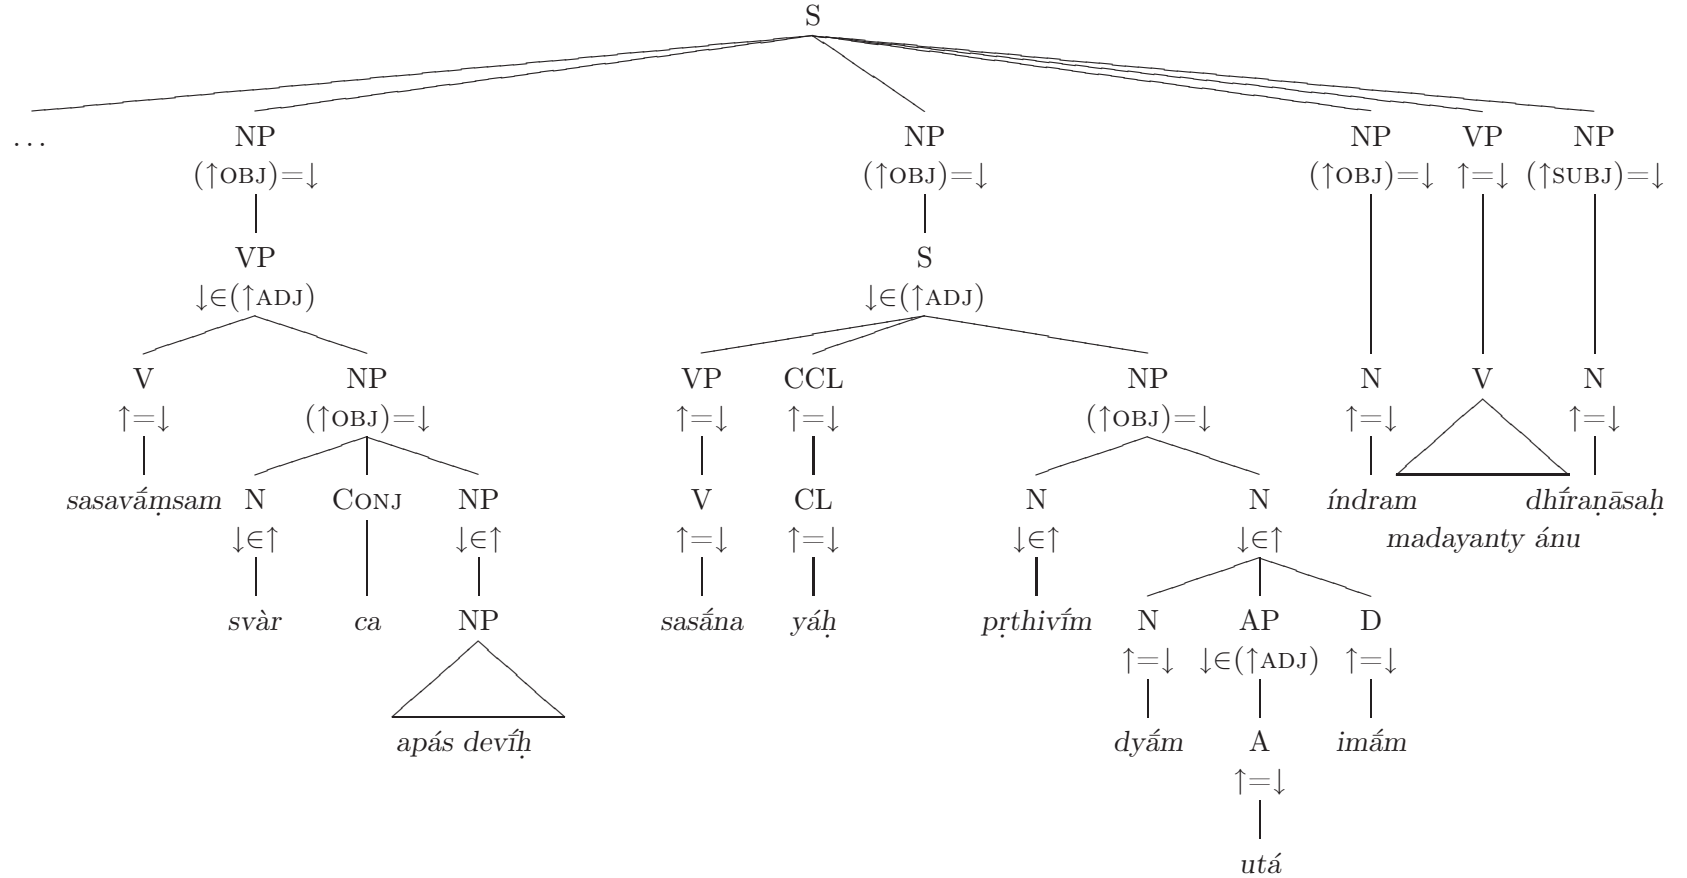 S
... NP NP NP VP NP
(↑OBJ)=↓ (↑OBJ)=↓ (↑OBJ)=↓ ↑=↓ (↑SUBJ)=↓
VP S
↓∈(↑ADJ) ↓∈(↑ADJ)
V NP VP CCL NP N V N
↑=↓ (↑OBJ)=↓ ↑=↓ ↑=↓ (↑OBJ)=↓ ↑=↓ ↑=↓
sasavā́ṃsam N CONJ NP V CL N N índram dhī́raṇāsaḥ
↓∈↑ ↓∈↑ ↑=↓ ↑=↓ ↓∈↑ ↓∈↑ madayanty ánu
svàr ca NP sasā́na yáḥ pṛthivī́m N AP D
↑=↓ ↓∈(↑ADJ) ↑=↓
apás devī́ḥ dyā́m A imā́m
↑=↓
utá